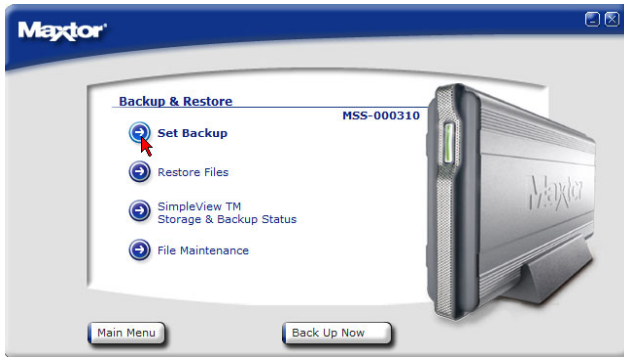 Maxtor
Backup & Restore
MSS-000310
Set Backup
Restore Files
SimpleView TM
Storage & Backup Status
File Maintenance
Maxtor
Main Menu
Back Up Now